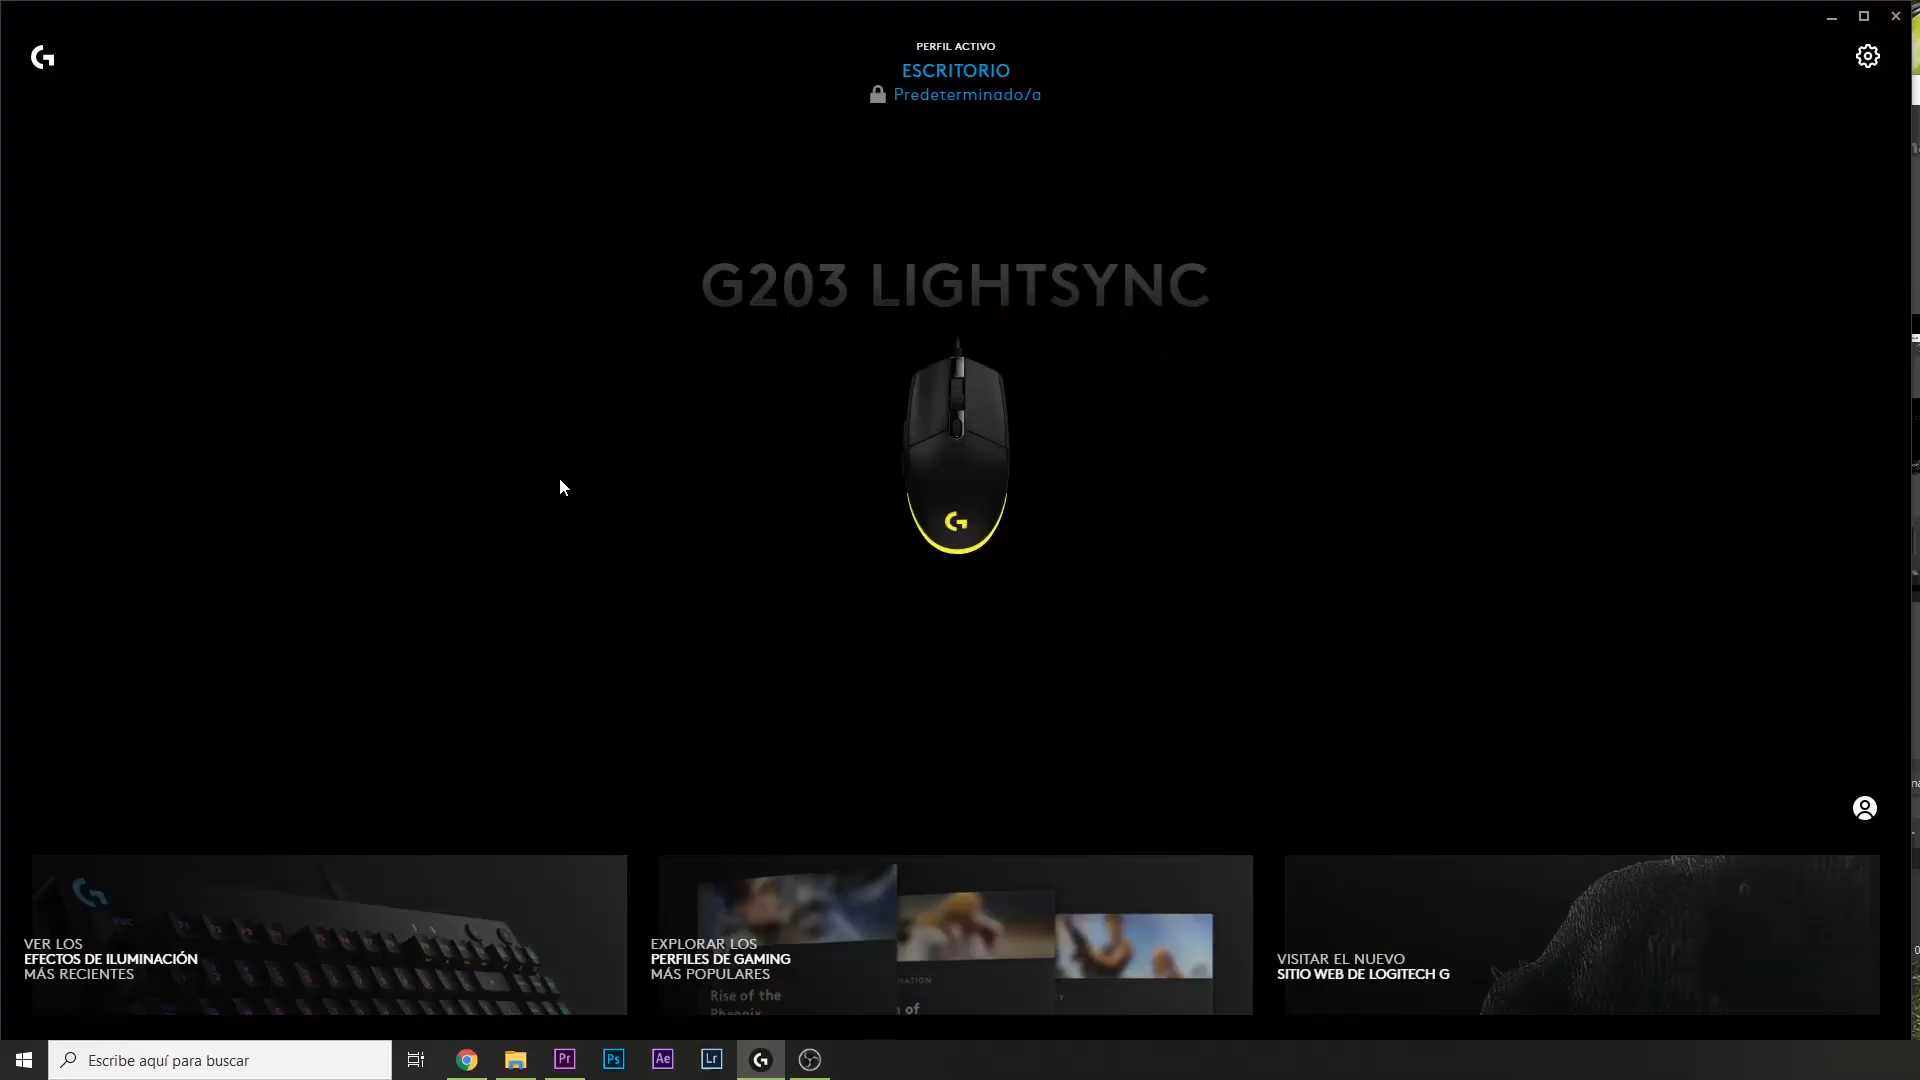 PERFIL ACTIVO
ESCRITORIO
Predeterminado/a
G203 LIGHTSYNC
VER LOS
EFECTOS DE ILUMINACIÓN
MÁS RECIENTES
EXPLORAR LOS
PERFILES DE GAMING
MÁS POPULARES
Rise of the
Phoenix
n of
VISITAR EL NUEVO
SITIO WEB DE LOGITECH G
Escribe aquí para buscar
Pr
Ps
Ae
Lr